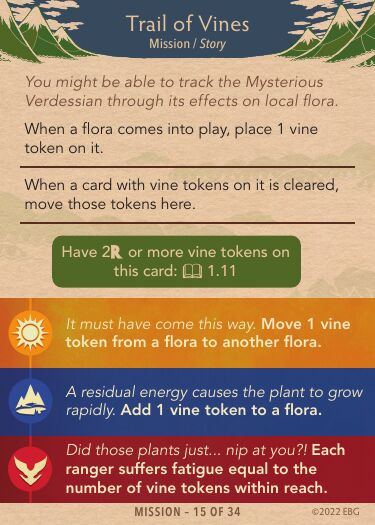 Trail of Vines
Mission / Story
You might be able to track the Mysterious
Verdessian through its effects on local flora.
When a flora comes into play, place 1 vine
token on it.
When a card with vine tokens on it is cleared,
move those tokens here.
Have 2R or more vine tokens on
this card: 1.11
It must have come this way. Move 1 vine
token from a flora to another flora.
A residual energy causes the plant to grow
rapidly. Add 1 vine token to a flora.
Did those plants just... nip at you?! Each
ranger suffers fatigue equal to the
number of vine tokens within reach.
MISSION – 15 OF 34
©2022 EBG